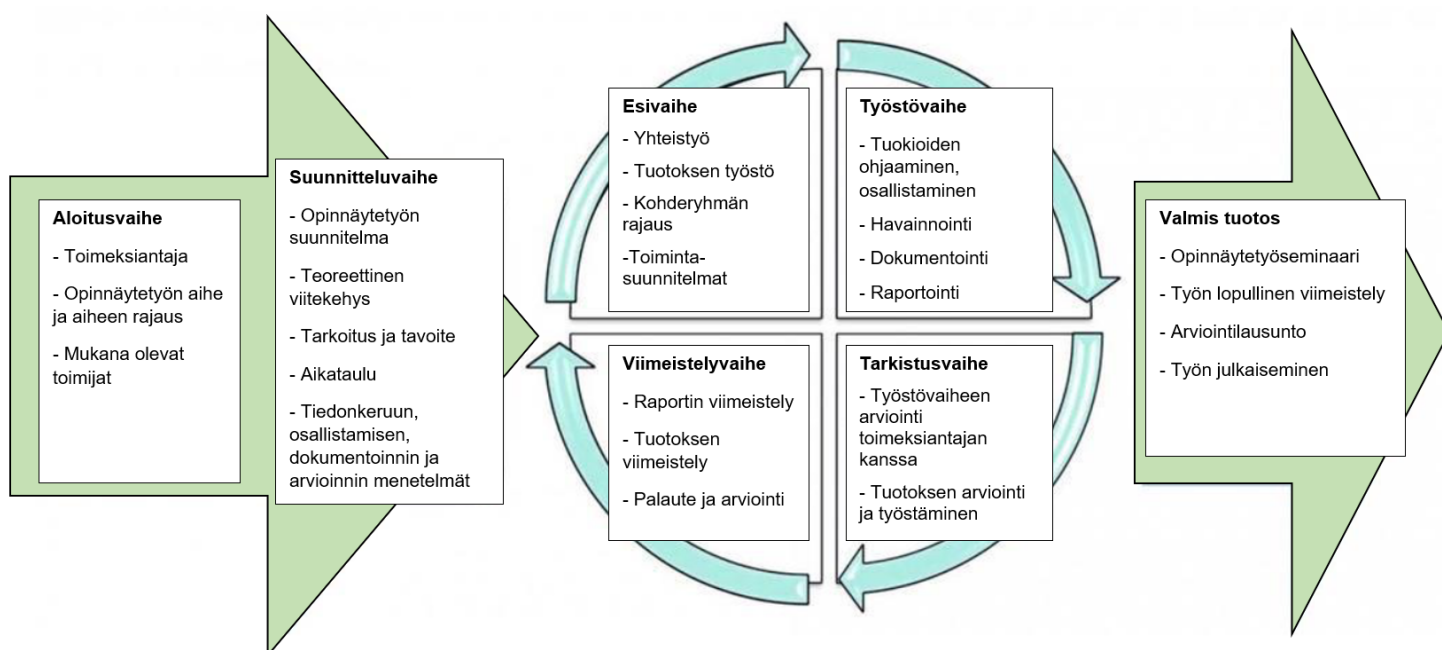 Aloitusvaihe
- Toimeksiantaja
- Opinnäytetyön aihe
ja aiheen rajaus
- Mukana olevat
toimijat
Suunnitteluvaihe
- Opinnäytetyön
suunnitelma
- Teoreettinen
viitekehys
- Tarkoitus ja tavoite
- Aikataulu
- Tiedonkeruun,
osallistamisen,
dokumentoinnin ja
arvioinnin menetelmät
Esivaihe
- Yhteistyö
- Tuotoksen työstö
- Kohderyhmän
rajaus
-Toiminta-
suunnitelmat
Työstövaihe
- Tuokioiden
ohjaaminen,
osallistaminen
- Havainnointi
- Dokumentointi
- Raportointi
Viimeistelyvaihe
- Raportin viimeistely
- Tuotoksen
viimeistely
- Palaute ja arviointi
Tarkistusvaihe
- Työstövaiheen
arviointi
toimeksiantajan
kanssa
- Tuotoksen arviointi
ja työstäminen
Valmis tuotos
- Opinnäytetyöseminaari
- Työn lopullinen viimeistely
- Arviointilausunto
- Työn julkaiseminen